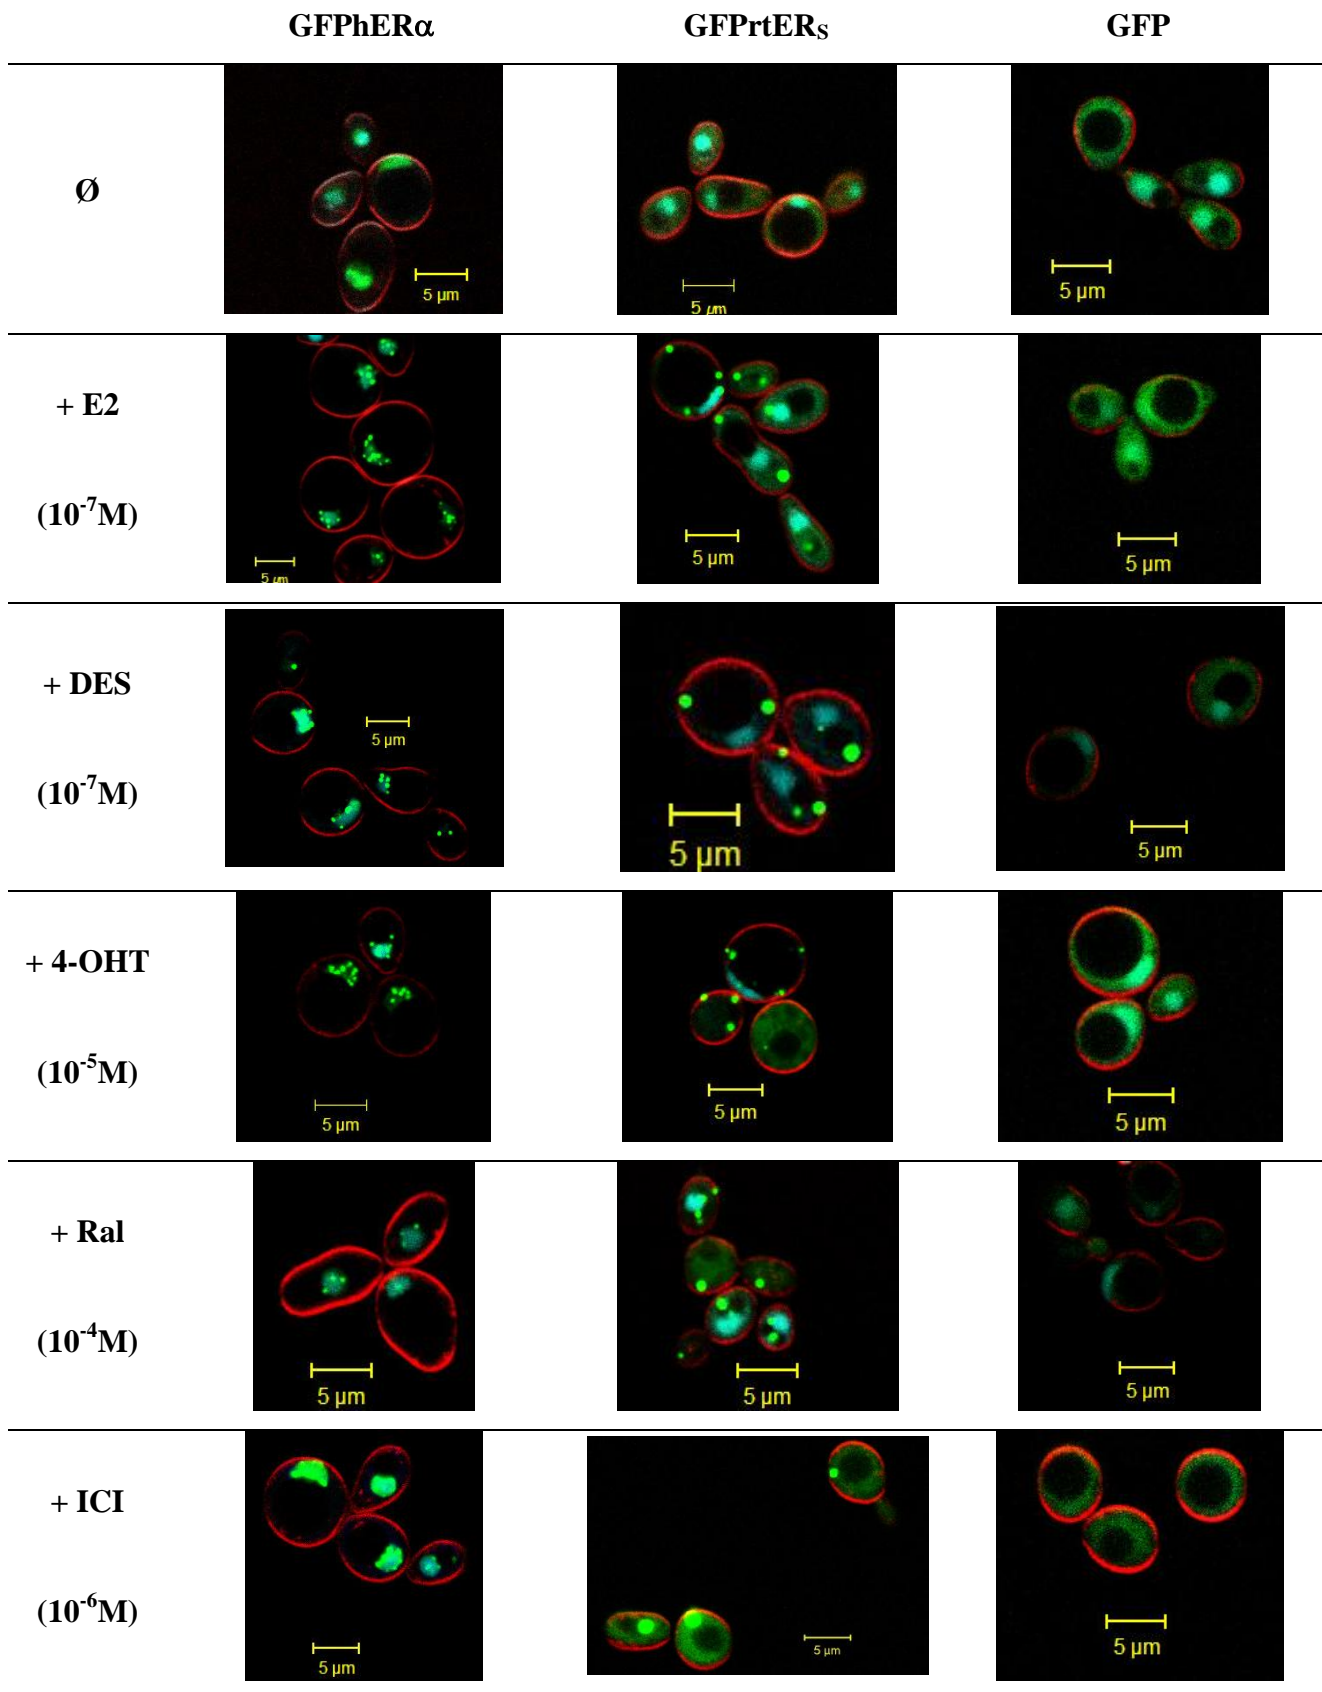 GFPhERα GFPrtERS GFP
Ø
5 µm 5 µm 5 µm
+ E2
(10-7M)
5 µm 5 µm 5 µm
+ DES
(10-7M)
5 µm 5 µm 5 µm
+ 4-OHT
(10-5M)
5 µm 5 µm 5 µm
+ Ral
(10-4M)
5 µm 5 µm 5 µm
+ ICI
(10-6M)
5 µm 5 µm 5 µm